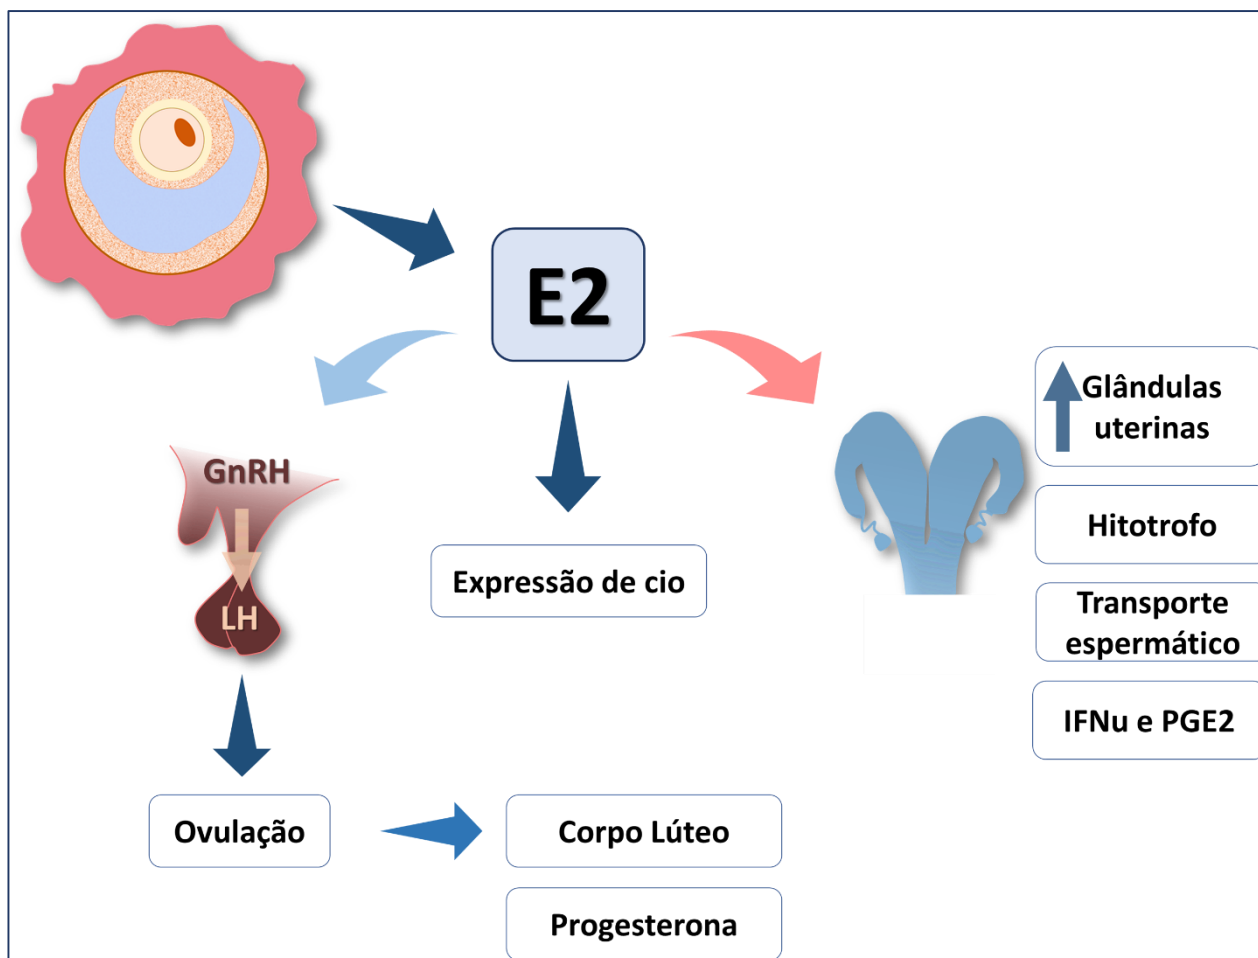 E2
GnRH
LH
Expressão de cio
Glândulas
uterinas
Hitotrofo
Transporte
espermático
IFNu e PGE2
Ovulação
Corpo Lúteo
Progesterona